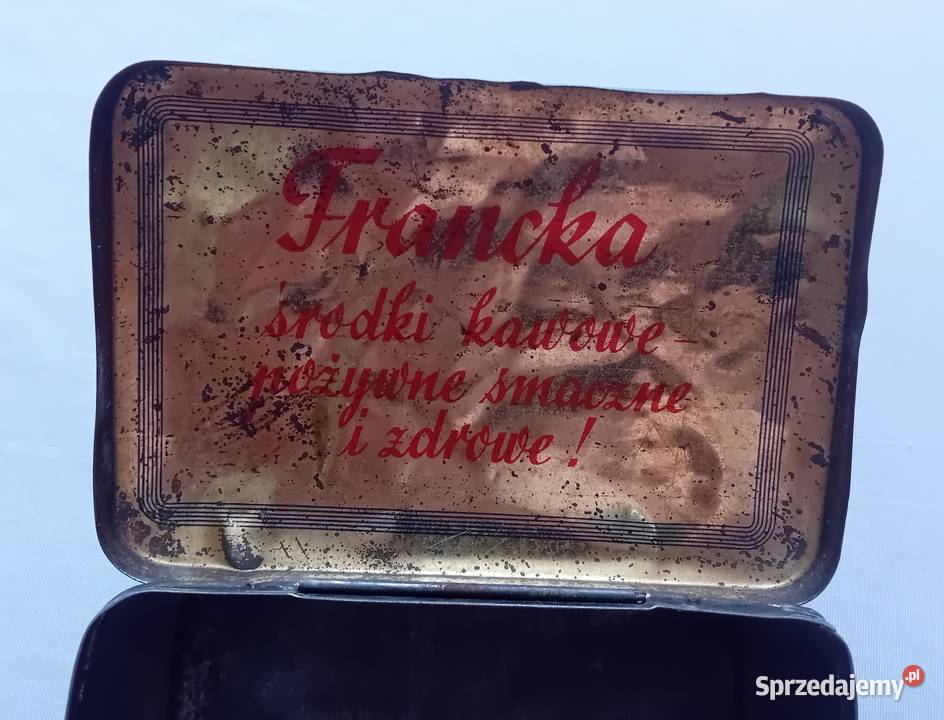 Francka
środki kawowe -
pożywne smaczne
i zdrowe!
Sprzedajemy.pl